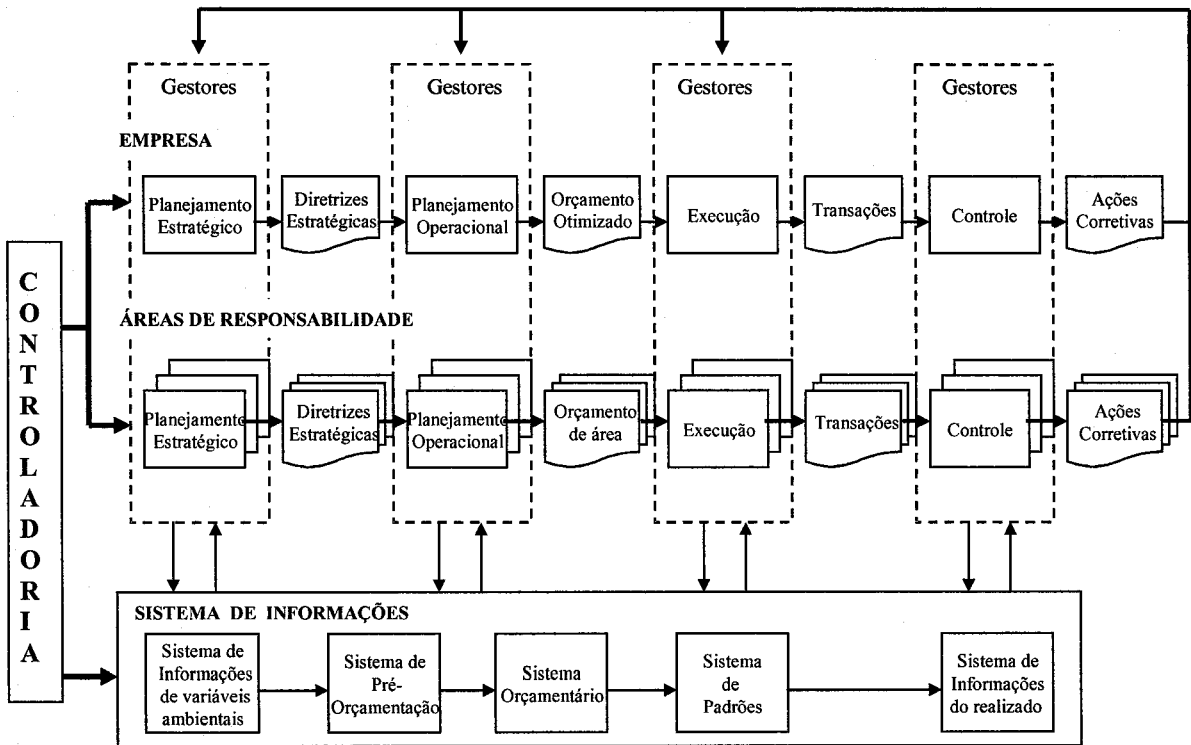 Gestores
Gestores
Gestores
Gestores
EMPRESA
Planejamento
Estratégico
Diretrizes
Estratégicas
Planejamento
Operacional
Orçamento
Otimizado
Execução
Transações
Controle
Ações
Corretivas
CONTROLADORIA
ÁREAS DE RESPONSABILIDADE
Planejamento
Estratégico
Diretrizes
Estratégicas
Planejamento
Operacional
Orçamento
de área
Execução
Transações
Controle
Ações
Corretivas
SISTEMA DE INFORMAÇÕES
Sistema de
Informações
de variáveis
ambientais
Sistema de
Pré-
Orçamentação
Sistema
Orçamentário
Sistema
de
Padrões
Sistema de
Informações
do realizado